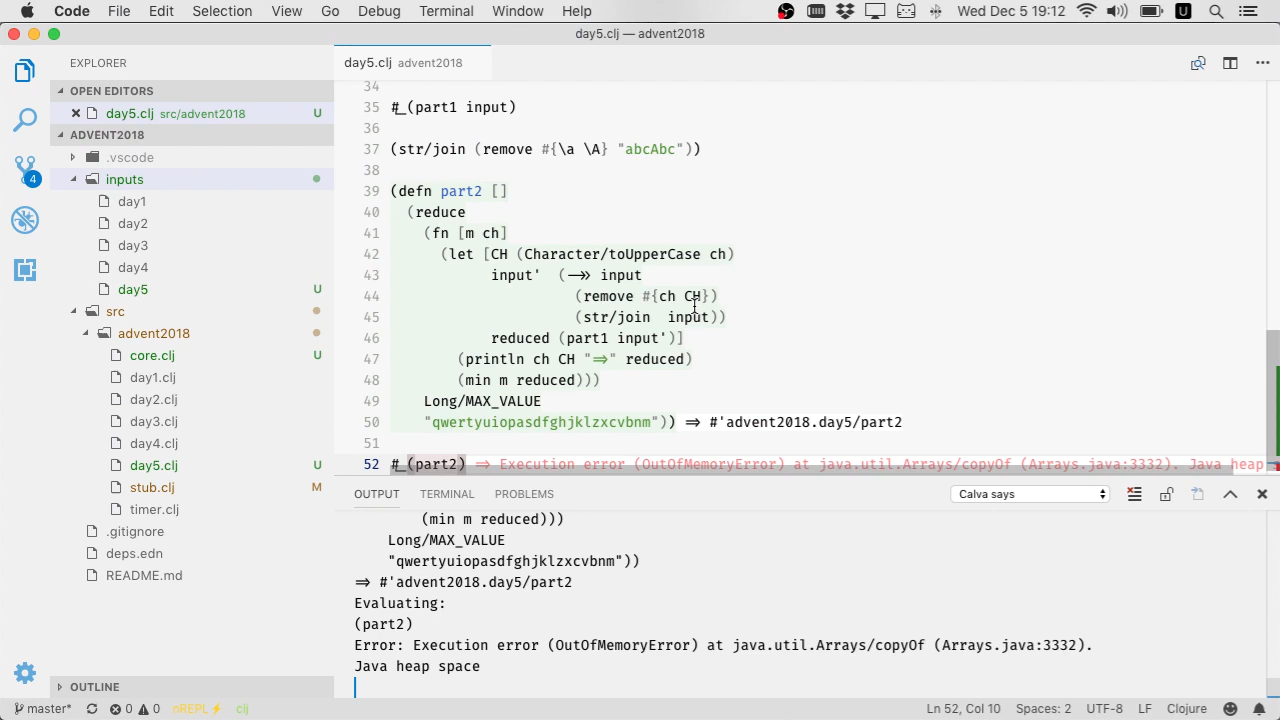 Code File Edit Selection View Go Debug Terminal Window Help Wed Dec 5 19:12 U
day5.clj — advent2018
EXPLORER
OPEN EDITORS
day5.clj src/advent2018 U
ADVENT2018
.vscode
inputs
day1
day2
day3
day4
day5 U
src
advent2018
core.clj U
day1.clj
day2.clj
day3.clj
day4.clj
day5.clj U
stub.clj M
timer.clj
.gitignore
deps.edn
README.md
OUTLINE
4
day5.clj advent2018
34
35 #_(part1 input)
36
37 (str/join (remove #{\a \A} "abcAbc"))
38
39 (defn part2 []
40 (reduce
41 (fn [m ch]
42 (let [CH (Character/toUpperCase ch)
43 input' (->> input
44 (remove #{ch CH})
45 (str/join  input))
46 reduced (part1 input')]
47 (println ch CH "=>" reduced)
48 (min m reduced)))
49 Long/MAX_VALUE
50 "qwertyuiopasdfghjklzxcvbnm")) => #'advent2018.day5/part2
51
52 #_(part2) => Execution error (OutOfMemoryError) at java.util.Arrays/copyOf (Arrays.java:3332). Java heap
OUTPUT TERMINAL PROBLEMS Calva says
(min m reduced)))
Long/MAX_VALUE
"qwertyuiopasdfghjklzxcvbnm"))
=> #'advent2018.day5/part2
Evaluating:
(part2)
Error: Execution error (OutOfMemoryError) at java.util.Arrays/copyOf (Arrays.java:3332).
Java heap space
master* 0 0 nREPL clj Ln 52, Col 10 Spaces: 2 UTF-8 LF Clojure